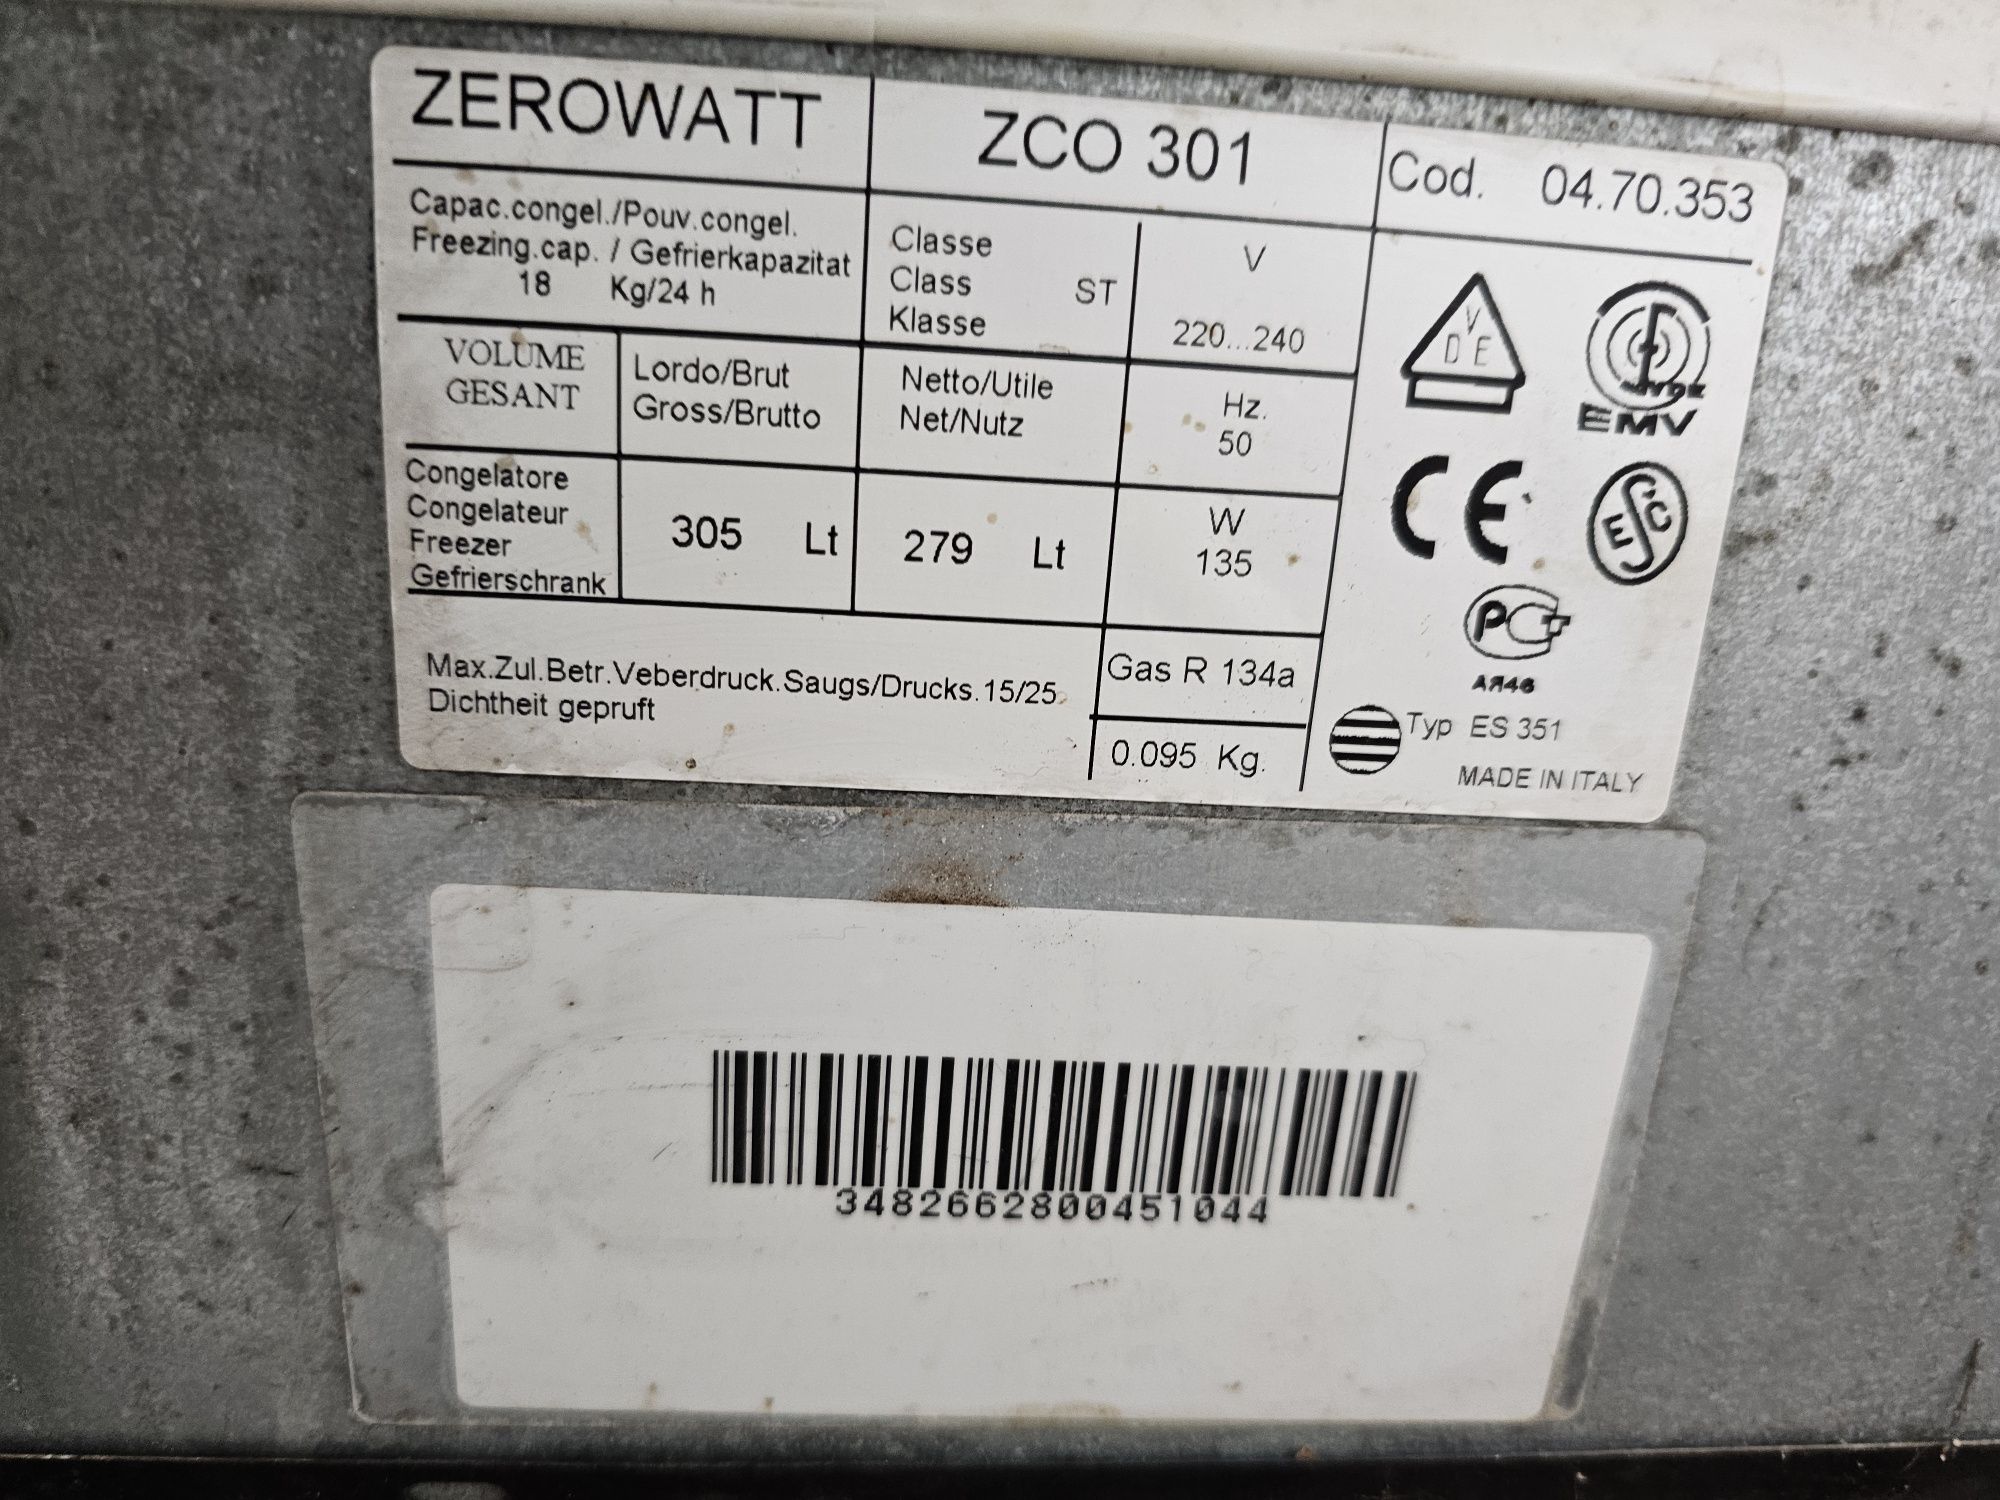 ZEROWATT
ZCO 301
Cod. 04.70.353
Capac.congel./Pouv.congel.
Freezing.cap. / Gefrierkapazitat
18 Kg/24 h
Classe
Class ST
Klasse
V
220...240
VOLUME
GESANT
Lordo/Brut
Gross/Brutto
Netto/Utile
Net/Nutz
Hz.
50
Congelatore
Congelateur
Freezer
Gefrierschrank
305 Lt
279 Lt
W
135
V
D E
EMV
CE
ESC
PC
АЯ46
Max.Zul.Betr.Veberdruck.Saugs/Drucks.15/25
Dichtheit gepruft
Gas R 134a
0.095 Kg.
Typ ES 351
MADE IN ITALY
3482662800451044